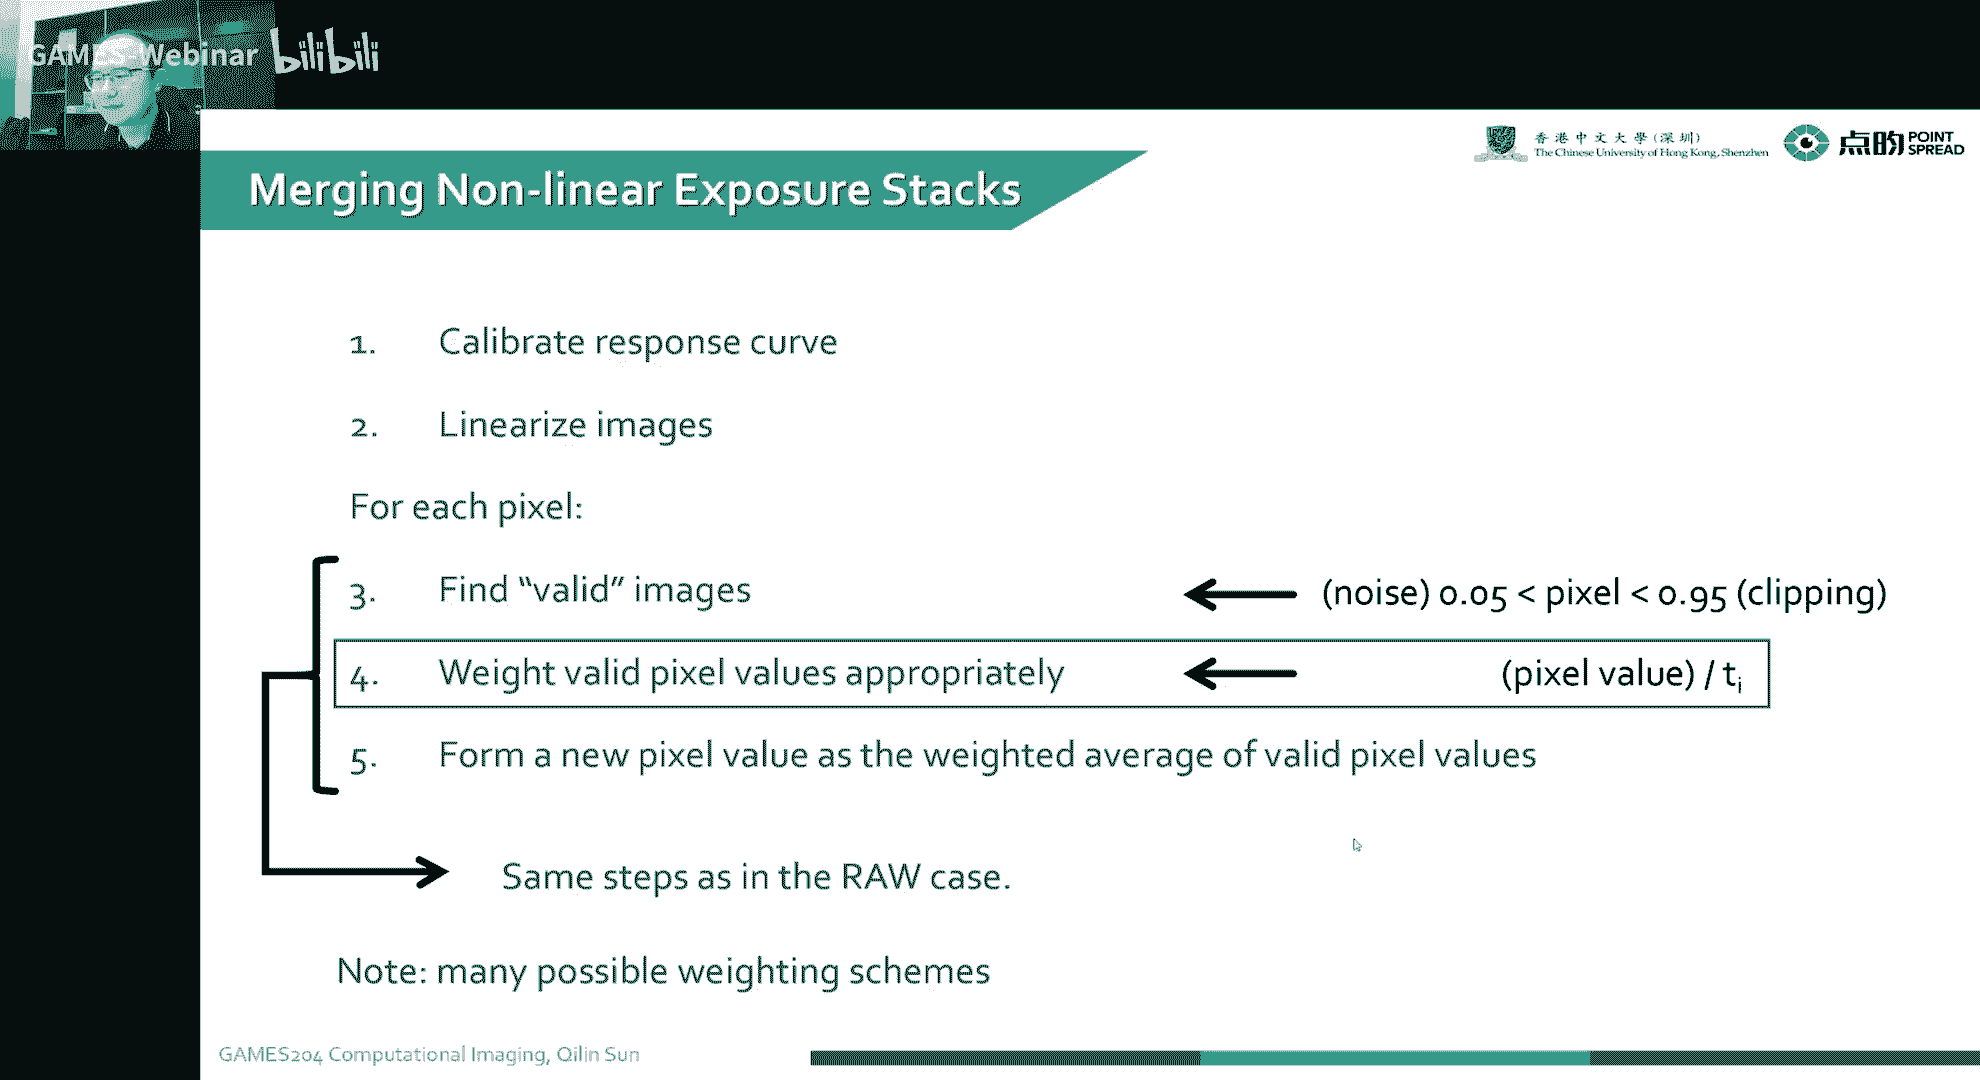 GAMES-Webinar bilibili
香港中文大學(深圳)
The Chinese University of Hong Kong, Shenzhen
点昀 POINT SPREAD
Merging Non-linear Exposure Stacks
1. Calibrate response curve
2. Linearize images
For each pixel:
3. Find “valid” images (noise) 0.05 < pixel < 0.95 (clipping)
4. Weight valid pixel values appropriately (pixel value) / tᵢ
5. Form a new pixel value as the weighted average of valid pixel values
Same steps as in the RAW case.
Note: many possible weighting schemes
GAMES204 Computational Imaging, Qilin Sun